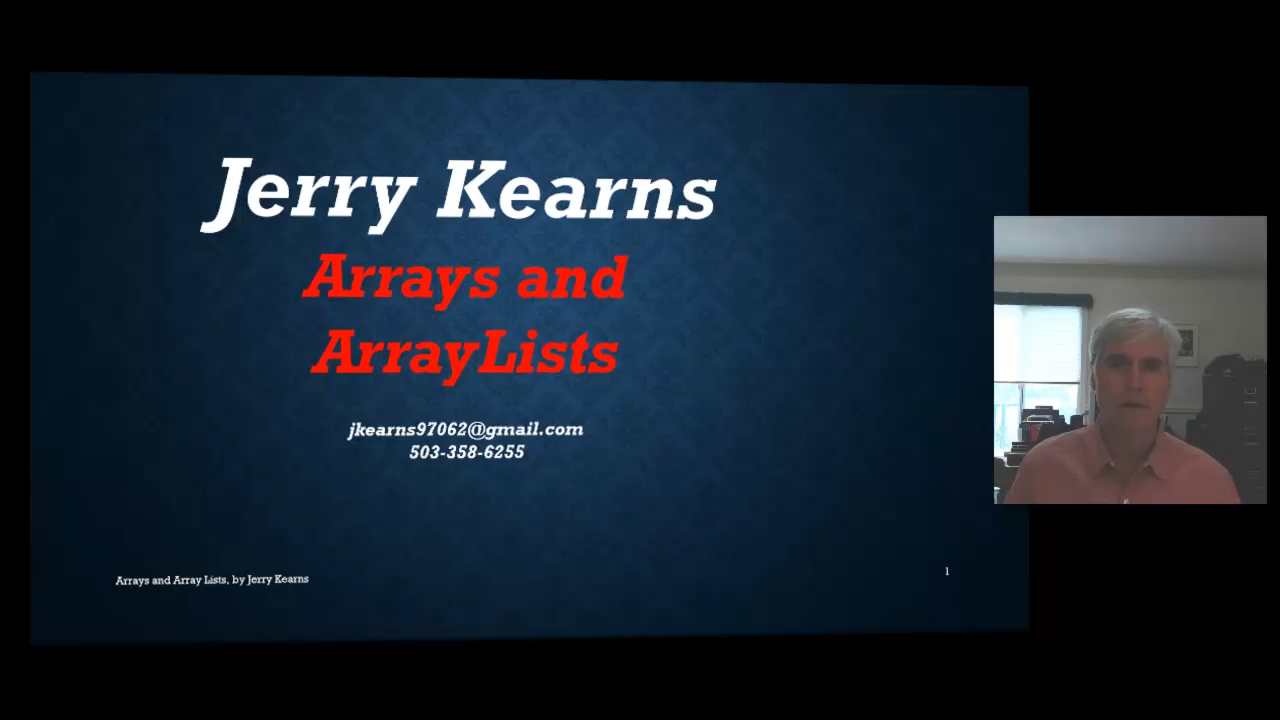 Jerry Kearns
Arrays and
ArrayLists
jkearns97062@gmail.com
503-358-6255
Arrays and Array Lists, by Jerry Kearns
1